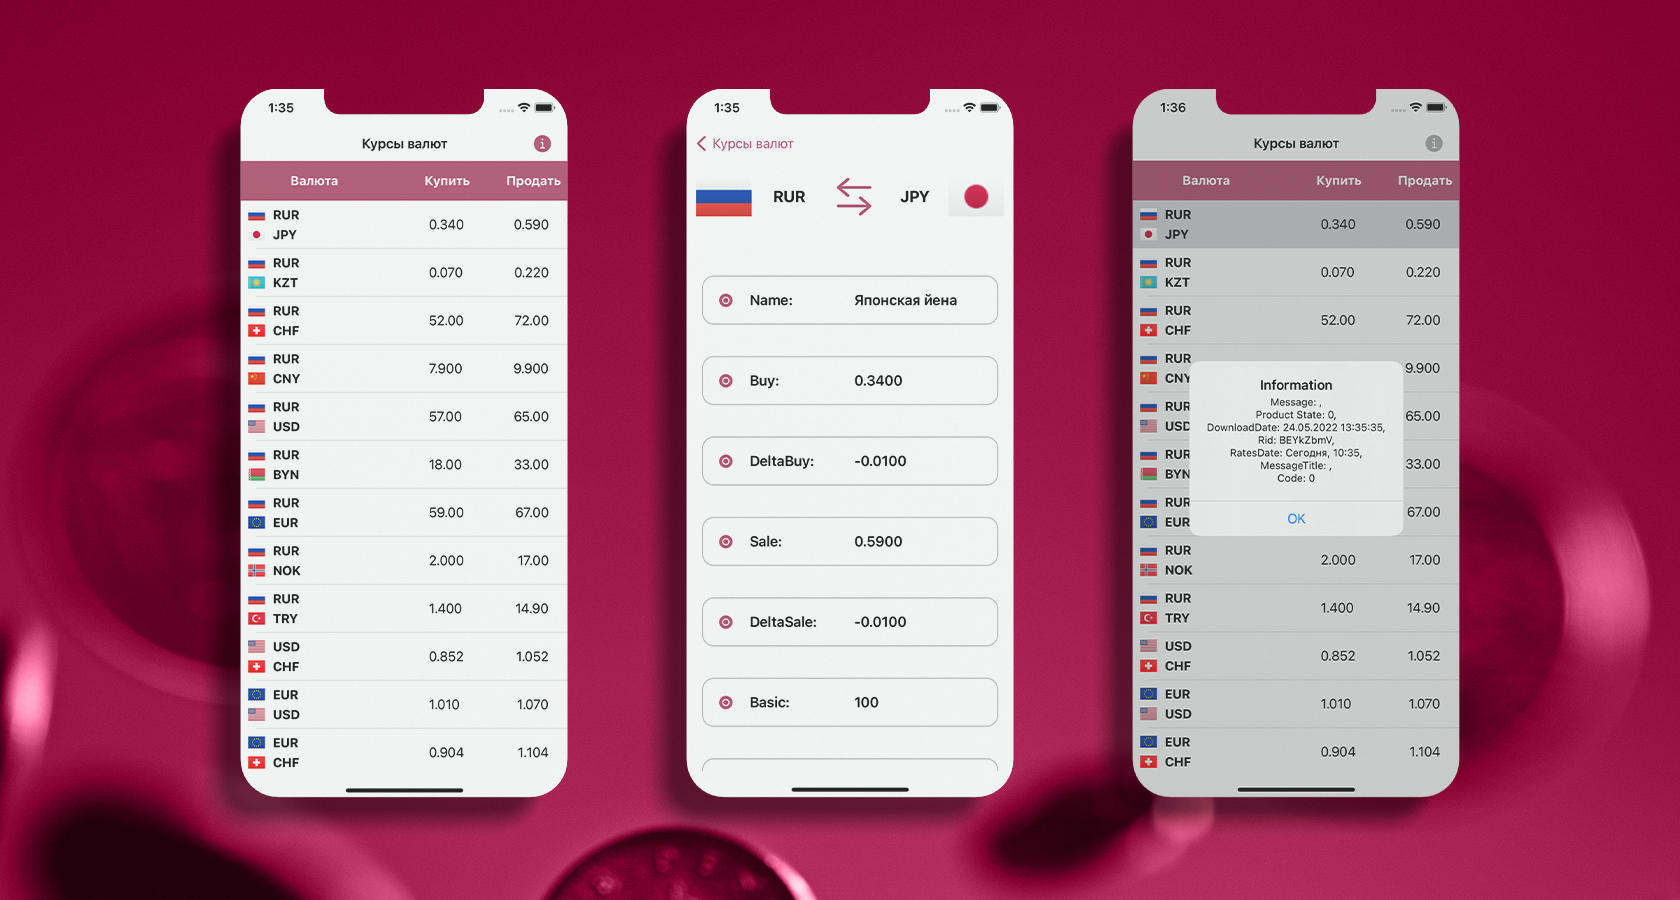 1:35
Курсы валют
i
Валюта Купить Продать
RUR
JPY 0.340 0.590
RUR
KZT 0.070 0.220
RUR
CHF 52.00 72.00
RUR
CNY 7.900 9.900
RUR
USD 57.00 65.00
RUR
BYN 18.00 33.00
RUR
EUR 59.00 67.00
RUR
NOK 2.000 17.00
RUR
TRY 1.400 14.90
USD
CHF 0.852 1.052
EUR
USD 1.010 1.070
EUR
CHF 0.904 1.104
1:35
Курсы валют
RUR JPY
Name: Японская йена
Buy: 0.3400
DeltaBuy: -0.0100
Sale: 0.5900
DeltaSale: -0.0100
Basic: 100
1:36
Курсы валют
i
Валюта Купить Продать
RUR
JPY 0.340 0.590
RUR
KZT 0.070 0.220
RUR
CHF 52.00 72.00
RUR
CNY 9.900
RUR
USD 65.00
RUR
BYN 33.00
RUR
EUR 67.00
Information
Message: ,
Product State: 0,
DownloadDate: 24.05.2022 13:35:35,
Rid: BEYkZbmV,
RatesDate: Сегодня, 10:35,
MessageTitle: ,
Code: 0
OK
RUR
NOK 2.000 17.00
RUR
TRY 1.400 14.90
USD
CHF 0.852 1.052
EUR
USD 1.010 1.070
EUR
CHF 0.904 1.104